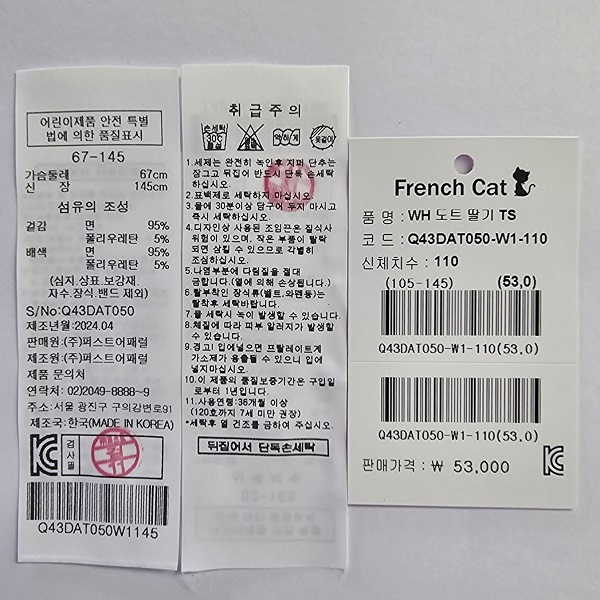 어린이제품 안전 특별
법에 의한 품질표시
67-145
가슴둘레 67cm
신 장 145cm
섬유의 조성
겉감 면 95%
폴리우레탄 5%
배색 면 95%
폴리우레탄 5%
(심지.상표.보강재.
자수.장식.밴드 제외)
S/No:Q43DAT050
제조년월:2024.04
판매원:(주)퍼스트어패럴
제조원:(주)퍼스트어패럴
제품 문의처
연락처: 02)2049-8888~9
주소:서울 광진구 구의강변로91
제조국:한국(MADE IN KOREA)
검
사
필
Q43DAT050W1145
취급주의
손세탁
30℃
중성
약하게
옷걸이
1.세제는 완전히 녹인후 지퍼 단추는
잠그고 뒤집어 반드시 단독 손세탁
하십시오.
2.표백제로 세탁하지 마십시오.
3.물에 30분이상 담구어 두지 마시고
즉시 세탁하십시오.
4.디자인상 사용된 조임끈은 질식사
위험이 있으며, 작은 부품이 탈락
되면 삼킬 수 있으므로 각별히
조심하십시오.
5.나염부분에 다림질을 절대
금합니다.(열에 의해 손상됩니다.)
6.탈부착인 장식류(벨트,와펜등)는
탈착후 세탁바랍니다.
7.물 세탁시 녹이 발생할 수 있습니다.
8.체질에 따라 피부 알러지가 발생할
수 있습니다.
9.경고! 입에넣으면 프탈레이트계
가소제가 용출될 수 있으니 입에
넣지마십시오.
10.이 제품의 품질보증기간은 구입일
로부터 1년입니다.
11.사용연령:36개월 이상
(120호까지 7세 미만 권장)
*세탁후 열 건조를 금하여 주십시오.
뒤집어서 단독손세탁
French Cat
품 명 : WH 도트 딸기 TS
코 드 : Q43DAT050-W1-110
신체치수 : 110
(105-145) (53,0)
Q43DAT050-W1-110(53,0)
Q43DAT050-W1-110(53,0)
판매가격 : ₩ 53,000